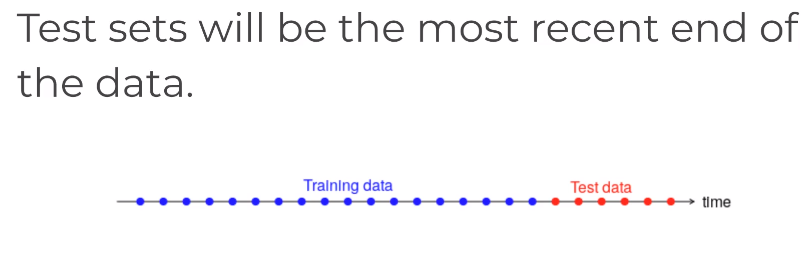 Test sets will be the most recent end of
the data.
Training data
Test data
time